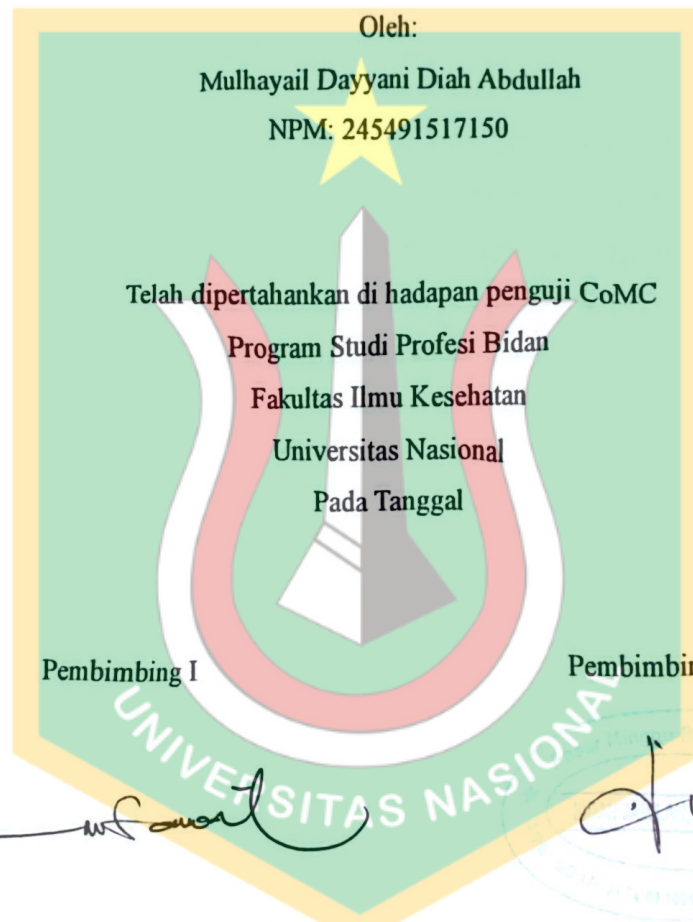 Oleh:
Mulhayail Dayyani Diah Abdullah
NPM: 245491517150
Telah dipertahankan di hadapan penguji CoMC
Program Studi Profesi Bidan
Fakultas Ilmu Kesehatan
Universitas Nasional
Pada Tanggal
Pembimbing I
UNIVERSITAS NASIONAL